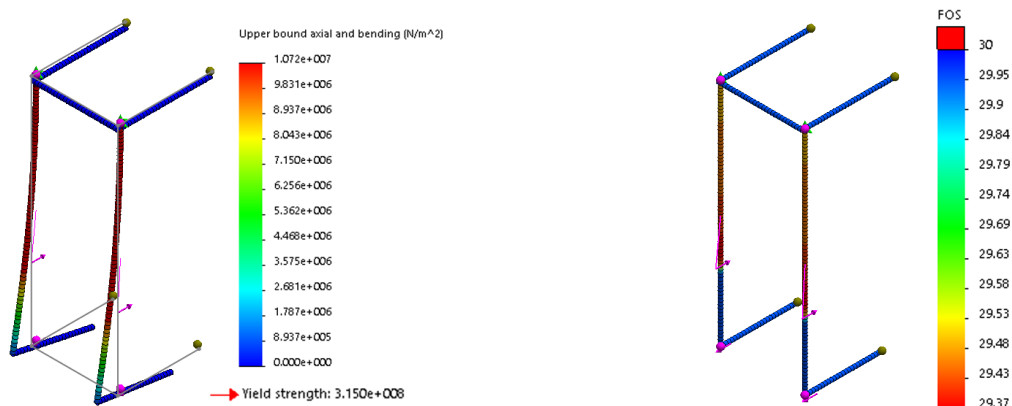 Upper bound axial and bending (N/m^2)
1.072e+007
9.831e+006
8.937e+006
8.043e+006
7.150e+006
6.256e+006
5.362e+006
4.468e+006
3.575e+006
2.681e+006
1.787e+006
8.937e+005
0.000e+000
Yield strength: 3.150e+008
FOS
30
29.95
29.9
29.84
29.79
29.74
29.69
29.63
29.58
29.53
29.48
29.43
29.37